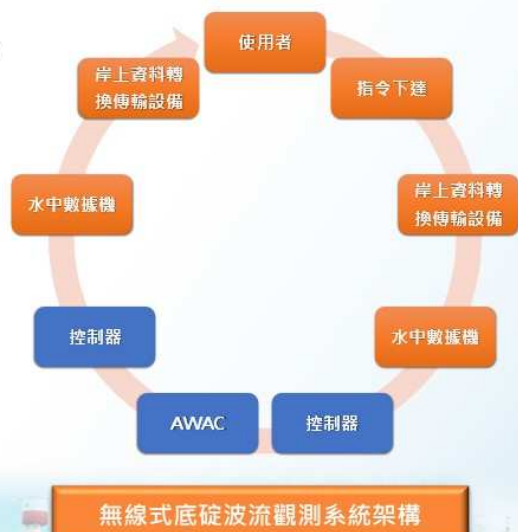 使用者
指令下達
岸上資料轉
換傳輸設備
水中數據機
控制器
AWAC
控制器
水中數據機
岸上資料轉
換傳輸設備
無線式底碇波流觀測系統架構